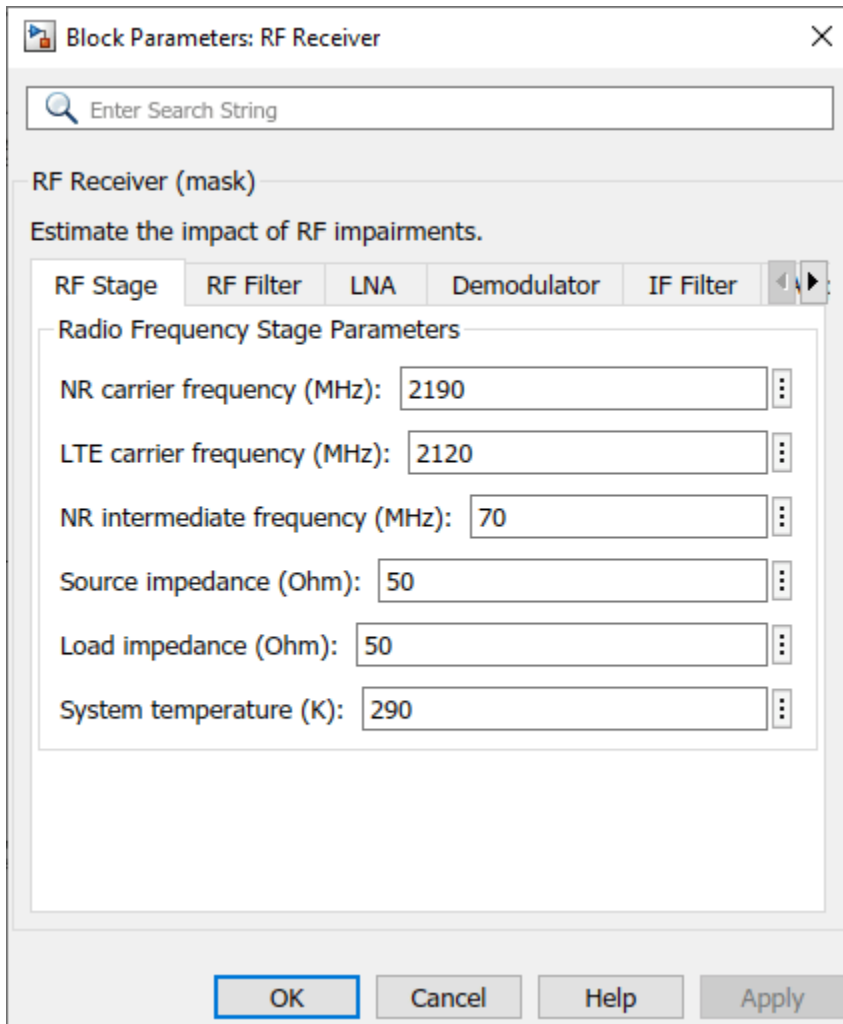 Block Parameters: RF Receiver
Enter Search String
RF Receiver (mask)
Estimate the impact of RF impairments.
RF Stage RF Filter LNA Demodulator IF Filter
Radio Frequency Stage Parameters
NR carrier frequency (MHz): 2190
LTE carrier frequency (MHz): 2120
NR intermediate frequency (MHz): 70
Source impedance (Ohm): 50
Load impedance (Ohm): 50
System temperature (K): 290
OK Cancel Help Apply